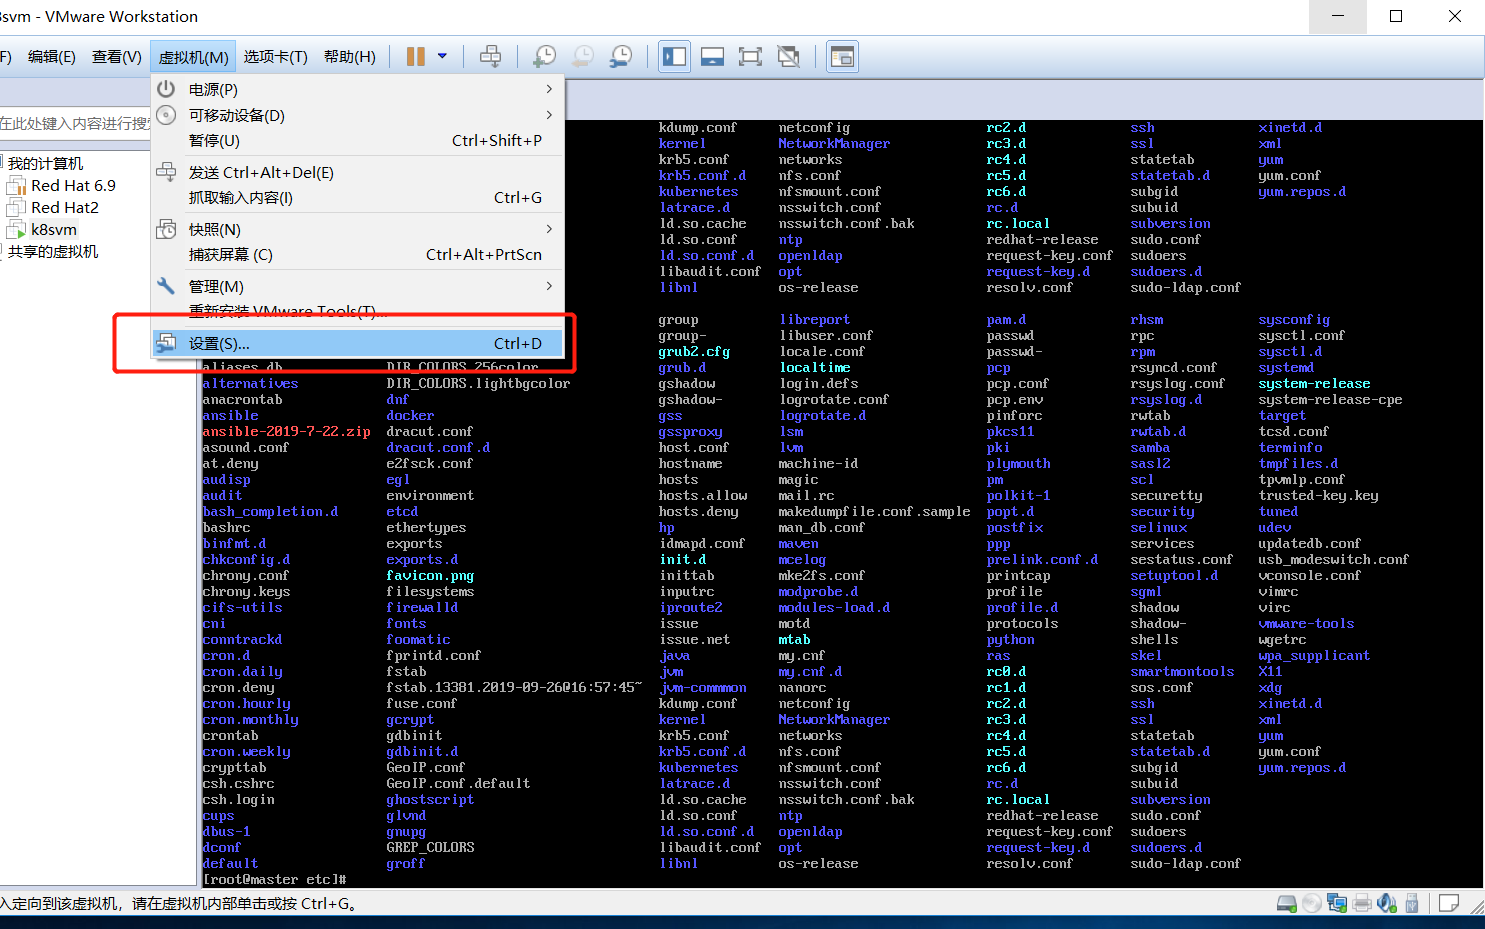 8svm - VMware Workstation
F) 编辑(E) 查看(V) 虚拟机(M) 选项卡(T) 帮助(H)
电源(P)
可移动设备(D)
暂停(U) Ctrl+Shift+P
发送 Ctrl+Alt+Del(E)
抓取输入内容(I) Ctrl+G
快照(N)
捕获屏幕 (C) Ctrl+Alt+PrtScn
管理(M)
重新安装 VMware Tools(T)...
设置(S)... Ctrl+D
在此处键入内容进行搜
我的计算机
Red Hat 6.9
Red Hat2
k8svm
共享的虚拟机
kdump.conf netconfig rc2.d ssh xinetd.d
kernel NetworkManager rc3.d ssl xml
krb5.conf networks rc4.d statetab yum
krb5.conf.d nfs.conf rc5.d statetab.d yum.conf
kubernetes nfsmount.conf rc6.d subgid yum.repos.d
latrace.d nsswitch.conf rc.d subuid
ld.so.cache nsswitch.conf.bak rc.local subversion
ld.so.conf ntp redhat-release sudo.conf
ld.so.conf.d openldap request-key.conf sudoers
libaudit.conf opt request-key.d sudoers.d
libnl os-release resolv.conf sudo-ldap.conf
group libreport pam.d rhsm sysconfig
group- libuser.conf passwd rpc sysctl.conf
grub2.cfg locale.conf passwd- rpm sysctl.d
aliases.db DIR_COLORS.256color grub.d localtime pcp rsyncd.conf systemd
alternatives DIR_COLORS.lightbgcolor gshadow login.defs pcp.conf rsyslog.conf system-release
anacrontab dnf gshadow- logrotate.conf pcp.env rsyslog.d system-release-cpe
ansible docker gss logrotate.d pinforc rwtab target
ansible-2019-7-22.zip dracut.conf gssproxy lsm pkcs11 rwtab.d tcsd.conf
asound.conf dracut.conf.d host.conf lvm pki samba terminfo
at.deny e2fsck.conf hostname machine-id plymouth sasl2 tmpfiles.d
audisp egl hosts magic pm scl tpvmlp.conf
audit environment hosts.allow mail.rc polkit-1 securetty trusted-key.key
bash_completion.d etcd hosts.deny makedumpfile.conf.sample popt.d security tuned
bashrc ethertypes hp man_db.conf postfix selinux udev
binfmt.d exports idmapd.conf maven ppp services updatedb.conf
chkconfig.d exports.d init.d mcelog prelink.conf.d sestatus.conf usb_modeswitch.conf
chrony.conf favicon.png inittab mke2fs.conf printcap setuptool.d vconsole.conf
chrony.keys filesystems inputrc modprobe.d profile sgml vimrc
cifs-utils firewalld iproute2 modules-load.d profile.d shadow virc
cni fonts issue motd protocols shadow- vmware-tools
conntrackd foomatic issue.net mtab python shells wgetrc
cron.d fprintd.conf java my.cnf ras skel wpa_supplicant
cron.daily fstab jvm my.cnf.d rc0.d smartmontools X11
cron.deny fstab.13381.2019-09-26@16:57:45~ jvm-commmon nanorc rc1.d sos.conf xdg
cron.hourly fuse.conf kdump.conf netconfig rc2.d ssh xinetd.d
cron.monthly gcrypt kernel NetworkManager rc3.d ssl xml
crontab gdbinit krb5.conf networks rc4.d statetab yum
cron.weekly gdbinit.d krb5.conf.d nfs.conf rc5.d statetab.d yum.conf
crypttab GeoIP.conf kubernetes nfsmount.conf rc6.d subgid yum.repos.d
csh.cshrc GeoIP.conf.default latrace.d nsswitch.conf rc.d subuid
csh.login ghostscript ld.so.cache nsswitch.conf.bak rc.local subversion
cups glvnd ld.so.conf ntp redhat-release sudo.conf
dbus-1 gnupg ld.so.conf.d openldap request-key.conf sudoers
dconf GREP_COLORS libaudit.conf opt request-key.d sudoers.d
default groff libnl os-release resolv.conf sudo-ldap.conf
[root@master etc]#
入定向到该虚拟机，请在虚拟机内部单击或按 Ctrl+G。